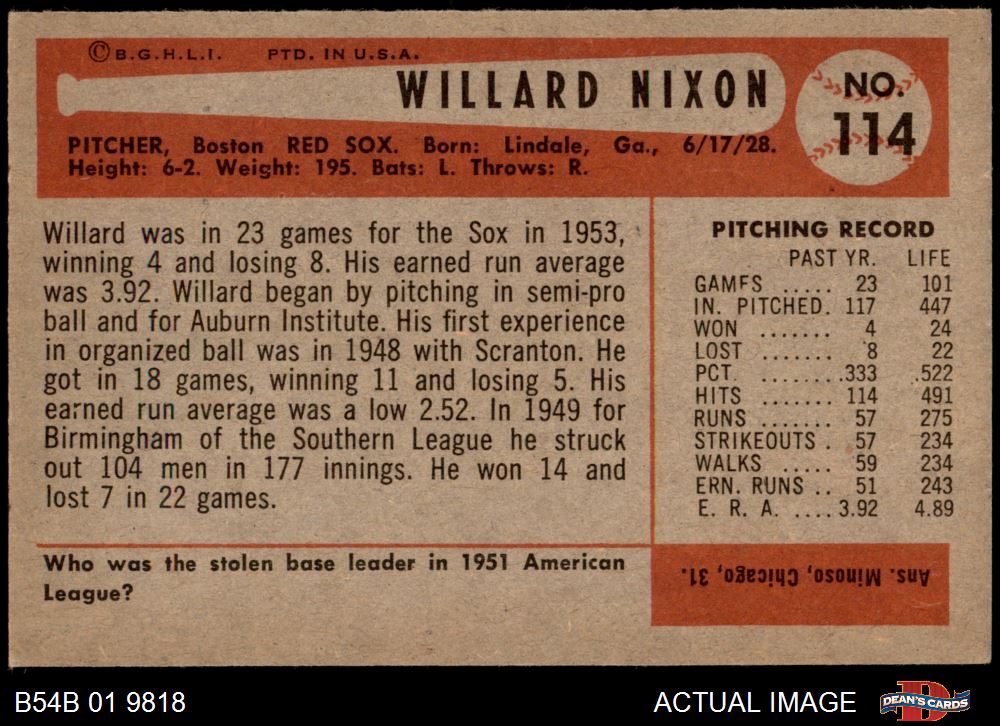 ©B.G.H.L.I. PTD. IN U.S.A.
WILLARD NIXON
NO.
114
PITCHER, Boston RED SOX. Born: Lindale, Ga., 6/17/28.
Height: 6-2. Weight: 195. Bats: L. Throws: R.
Willard was in 23 games for the Sox in 1953,
winning 4 and losing 8. His earned run average
was 3.92. Willard began by pitching in semi-pro
ball and for Auburn Institute. His first experience
in organized ball was in 1948 with Scranton. He
got in 18 games, winning 11 and losing 5. His
earned run average was a low 2.52. In 1949 for
Birmingham of the Southern League he struck
out 104 men in 177 innings. He won 14 and
lost 7 in 22 games.
PITCHING RECORD
PAST YR. LIFE
GAMES ..... 23 101
IN. PITCHED. 117 447
WON ....... 4 24
LOST ....... 8 22
PCT. ........333 .522
HITS ....... 114 491
RUNS ...... 57 275
STRIKEOUTS . 57 234
WALKS ..... 59 234
ERN. RUNS .. 51 243
E. R. A. ....3.92 4.89
Who was the stolen base leader in 1951 American
League?
Ans. Minoso, Chicago, 31.
B54B 01 9818
ACTUAL IMAGE
DEAN'S CARDS